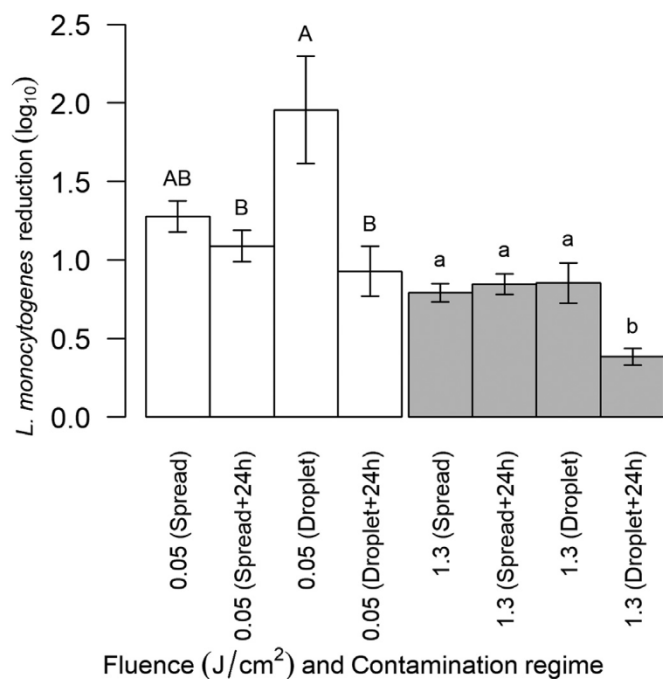 L. monocytogenes reduction (log₁₀)
2.5
2.0
1.5
1.0
0.5
0.0
AB
B
A
B
a
a
a
b
0.05 (Spread)
0.05 (Spread+24h)
0.05 (Droplet)
0.05 (Droplet+24h)
1.3 (Spread)
1.3 (Spread+24h)
1.3 (Droplet)
1.3 (Droplet+24h)
Fluence (J/cm²) and Contamination regime